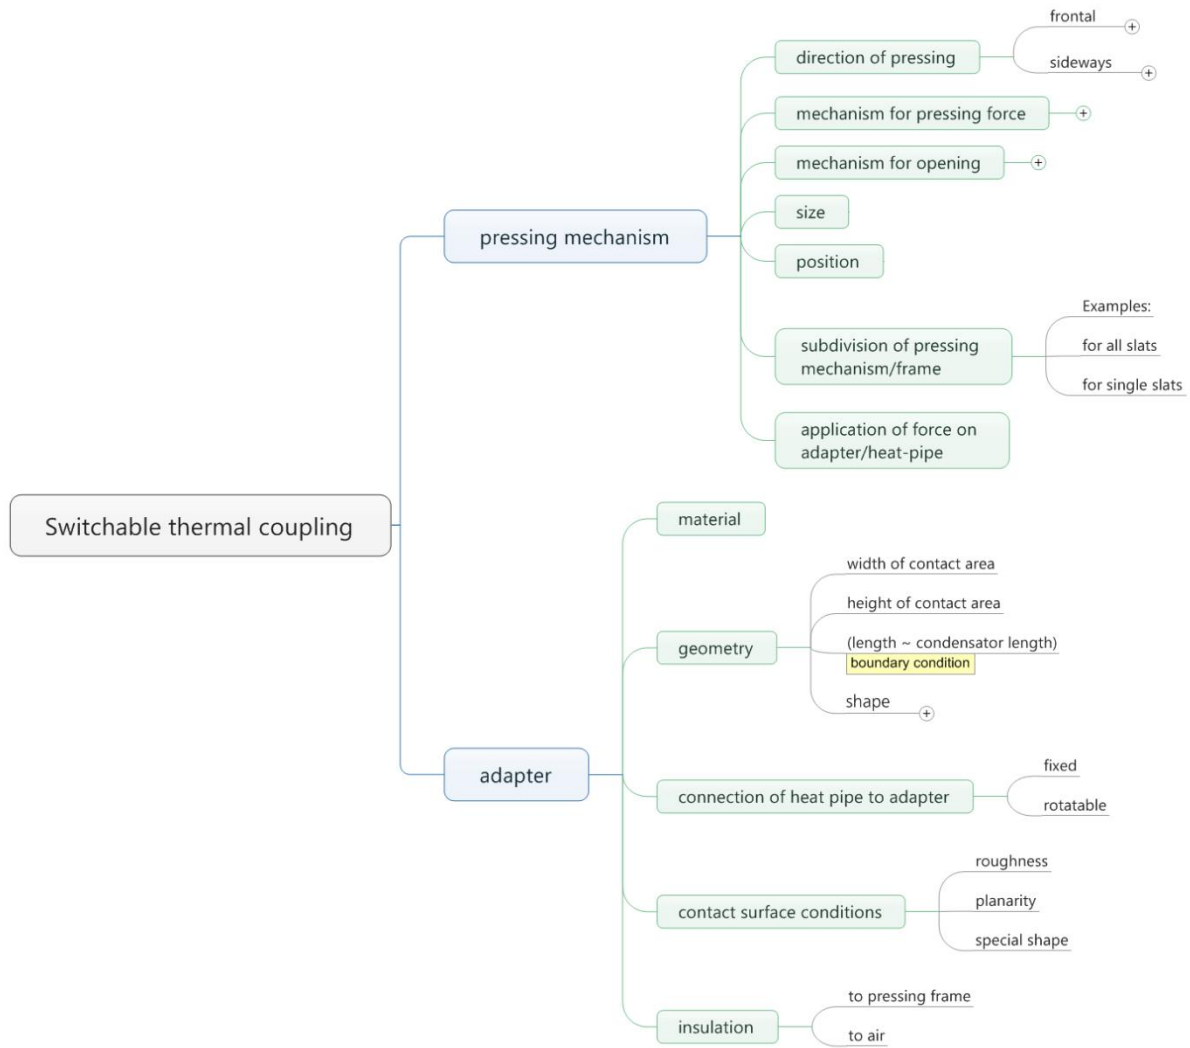 Switchable thermal coupling
pressing mechanism
direction of pressing
frontal
sideways
mechanism for pressing force
mechanism for opening
size
position
subdivision of pressing
mechanism/frame
Examples:
for all slats
for single slats
application of force on
adapter/heat-pipe
adapter
material
geometry
width of contact area
height of contact area
(length ~ condensator length)
boundary condition
shape
connection of heat pipe to adapter
fixed
rotatable
contact surface conditions
roughness
planarity
special shape
insulation
to pressing frame
to air